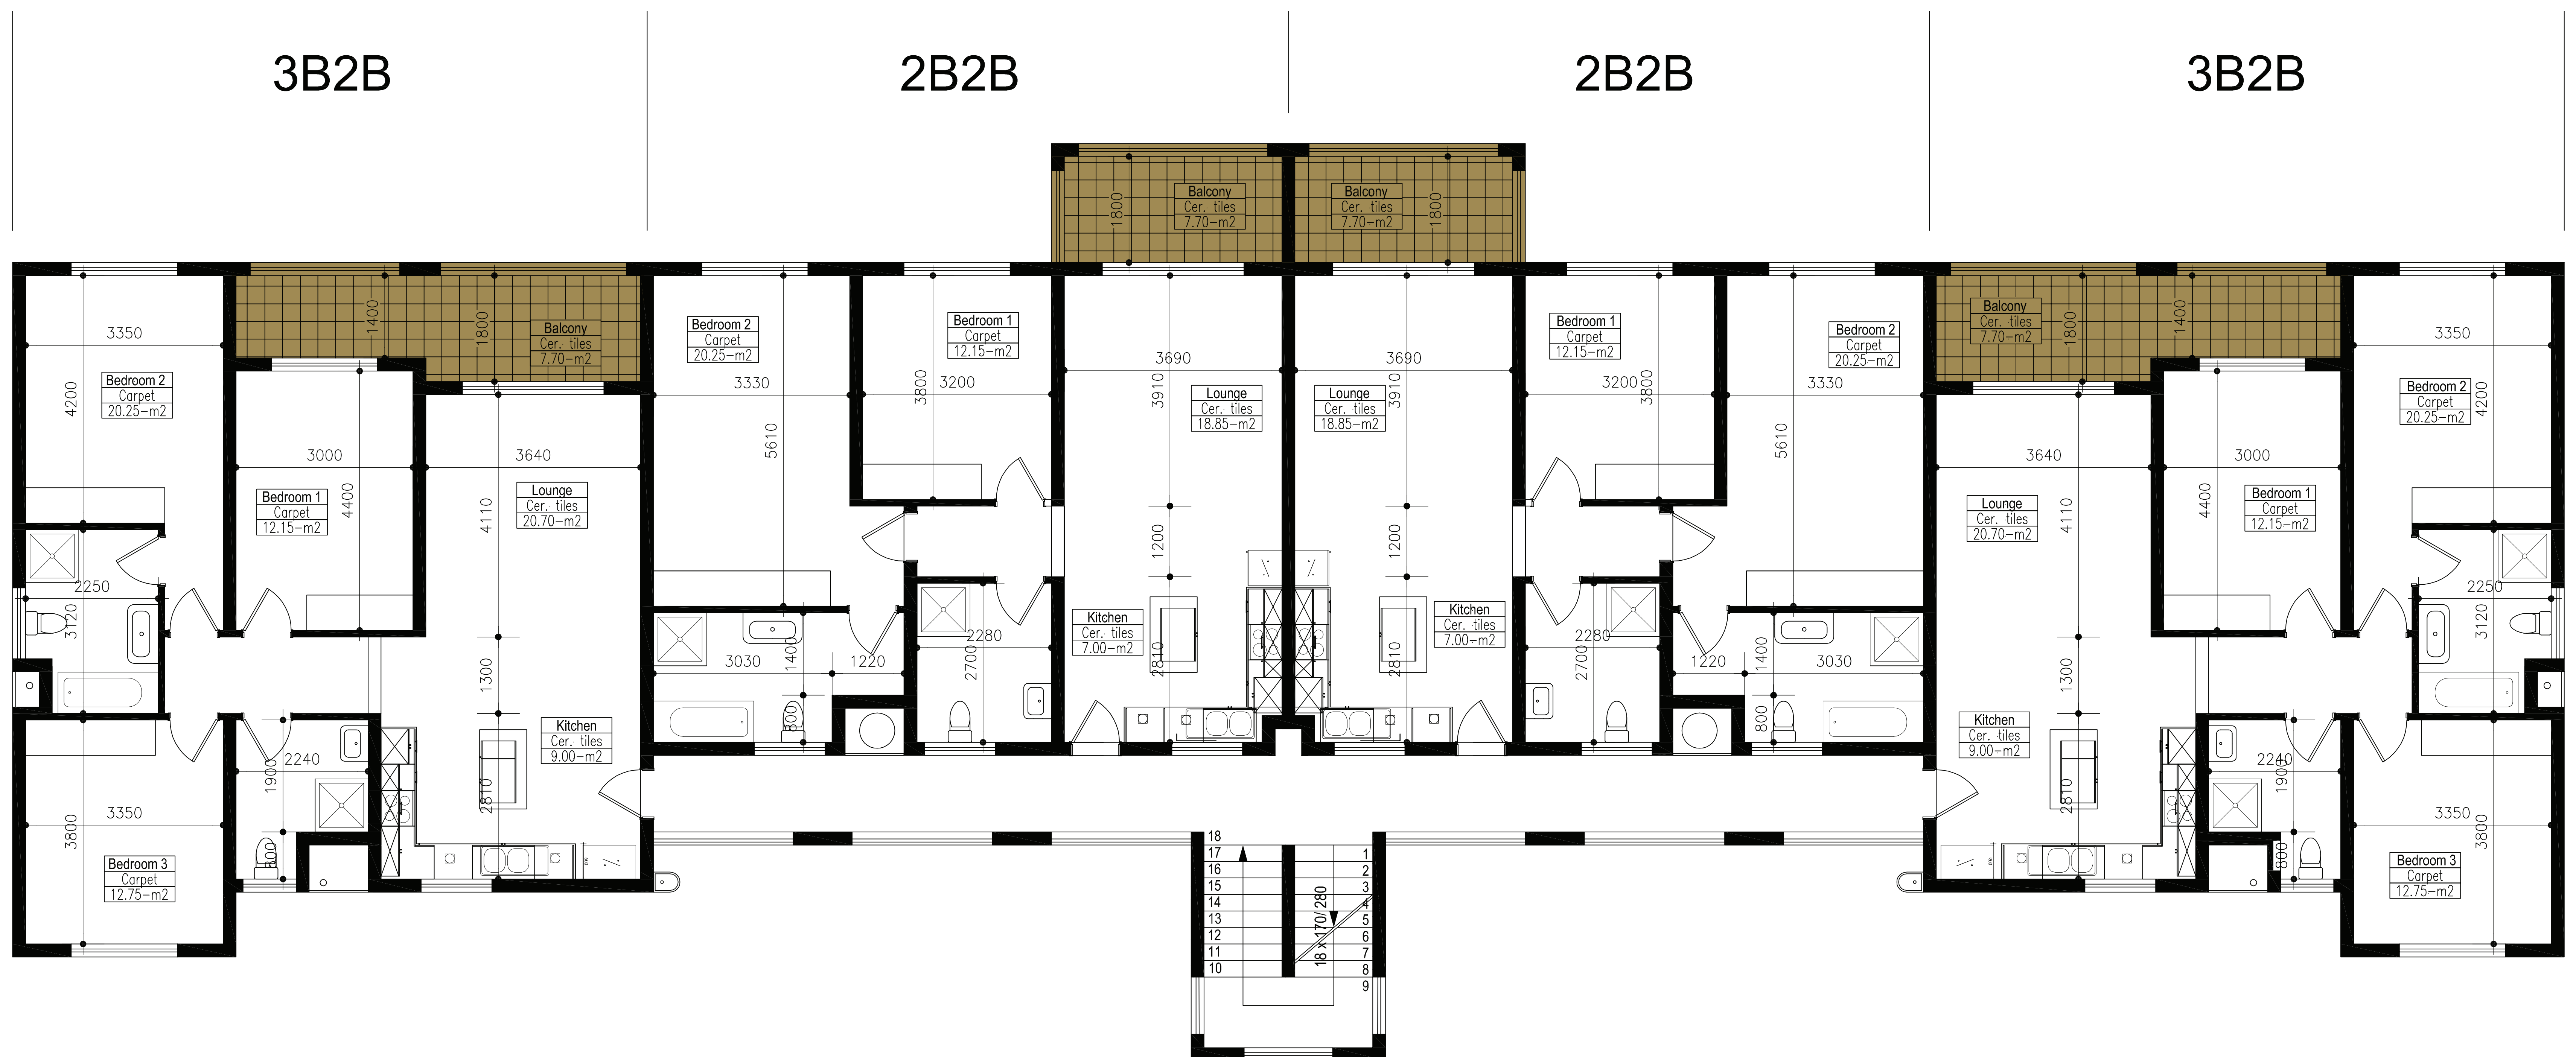 3B2B
2B2B
2B2B
3B2B
3350
4200
Bedroom 2
Carpet
20.25-m2
1400
1800
Balcony
Cer. tiles
7.70-m2
3000
4400
Bedroom 1
Carpet
12.15-m2
3640
4110
Lounge
Cer. tiles
20.70-m2
2250
3120
1300
Kitchen
Cer. tiles
9.00-m2
2810
2240
1900
800
3350
3800
Bedroom 3
Carpet
12.75-m2
Bedroom 2
Carpet
20.25-m2
3330
5610
Bedroom 1
Carpet
12.15-m2
3800
3200
1800
Balcony
Cer. tiles
7.70-m2
3690
3910
Lounge
Cer. tiles
18.85-m2
1200
Kitchen
Cer. tiles
7.00-m2
2810
3030
1400
1220
800
2280
2700
Balcony
Cer. tiles
7.70-m2
1800
3690
3910
Lounge
Cer. tiles
18.85-m2
1200
Kitchen
Cer. tiles
7.00-m2
2810
Bedroom 1
Carpet
12.15-m2
3200
3800
Bedroom 2
Carpet
20.25-m2
3330
5610
2280
2700
1220
1400
3030
800
Balcony
Cer. tiles
7.70-m2
1800
1400
3640
4110
Lounge
Cer. tiles
20.70-m2
3000
4400
Bedroom 1
Carpet
12.15-m2
3350
4200
Bedroom 2
Carpet
20.25-m2
2250
3120
1300
Kitchen
Cer. tiles
9.00-m2
2810
2240
1900
800
3350
3800
Bedroom 3
Carpet
12.75-m2
18
17
16
15
14
13
12
11
10
18 x 170/ 280
1
2
3
4
5
6
7
8
9